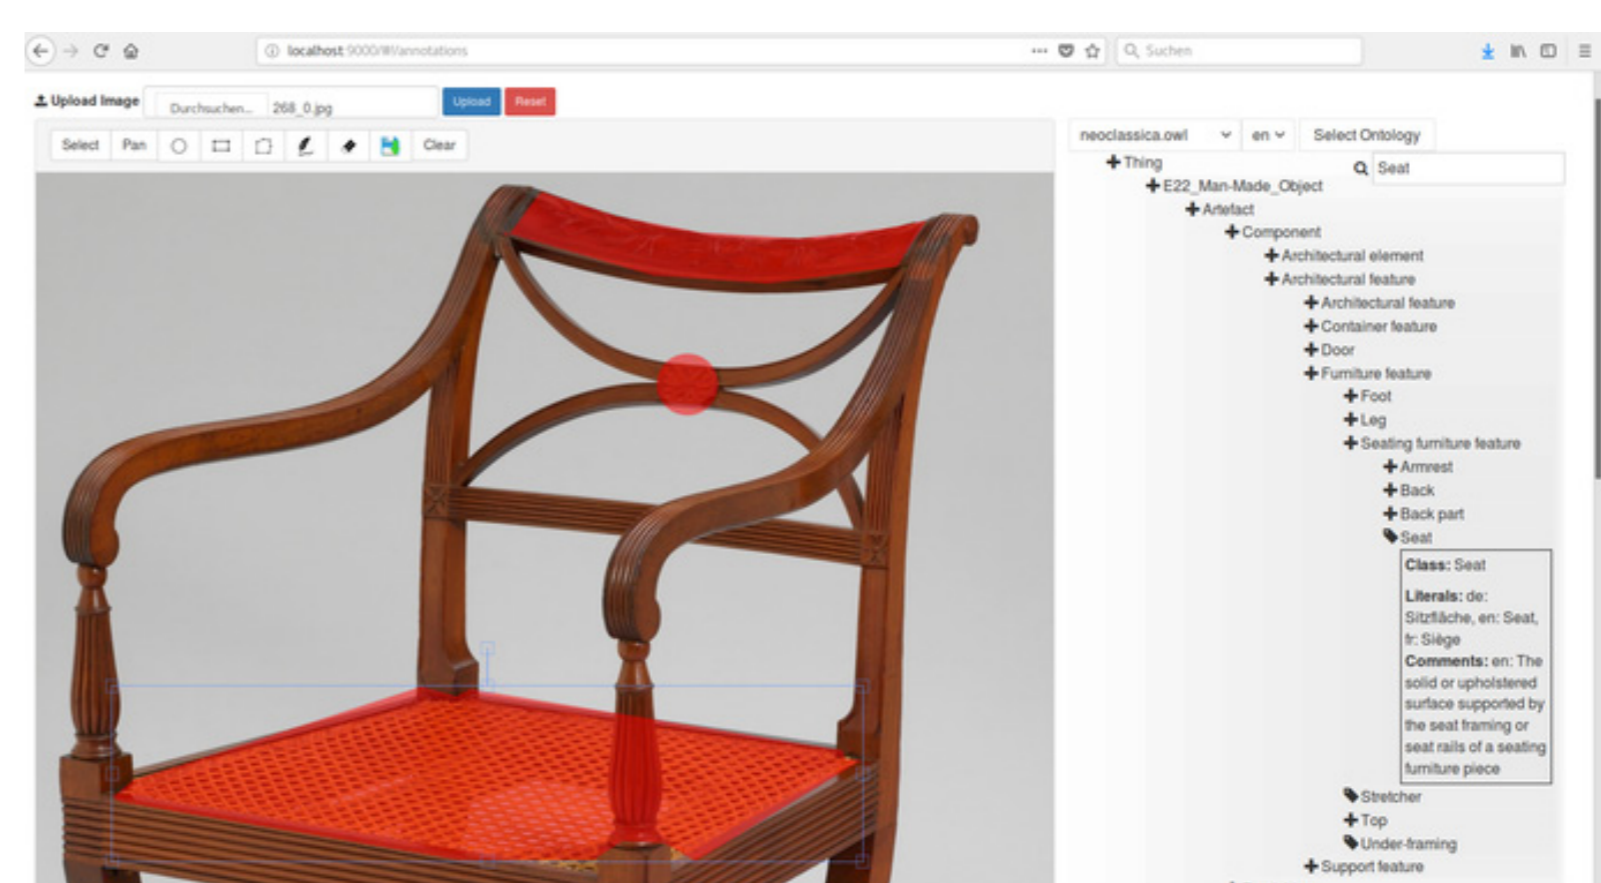 localhost:9000/#!/annotations
Suchen
Upload Image
Durchsuchen...
268_0.jpg
Upload
Reset
Select
Pan
Clear
neoclassica.owl
en
Select Ontology
Seat
Thing
E22_Man-Made_Object
Artefact
Component
Architectural element
Architectural feature
Architectural feature
Container feature
Door
Furniture feature
Foot
Leg
Seating furniture feature
Armrest
Back
Back part
Seat
Class: Seat
Literals: de:
Sitzfläche, en: Seat,
fr: Siège
Comments: en: The
solid or upholstered
surface supported by
the seat framing or
seat rails of a seating
furniture piece
Stretcher
Top
Under-framing
Support feature